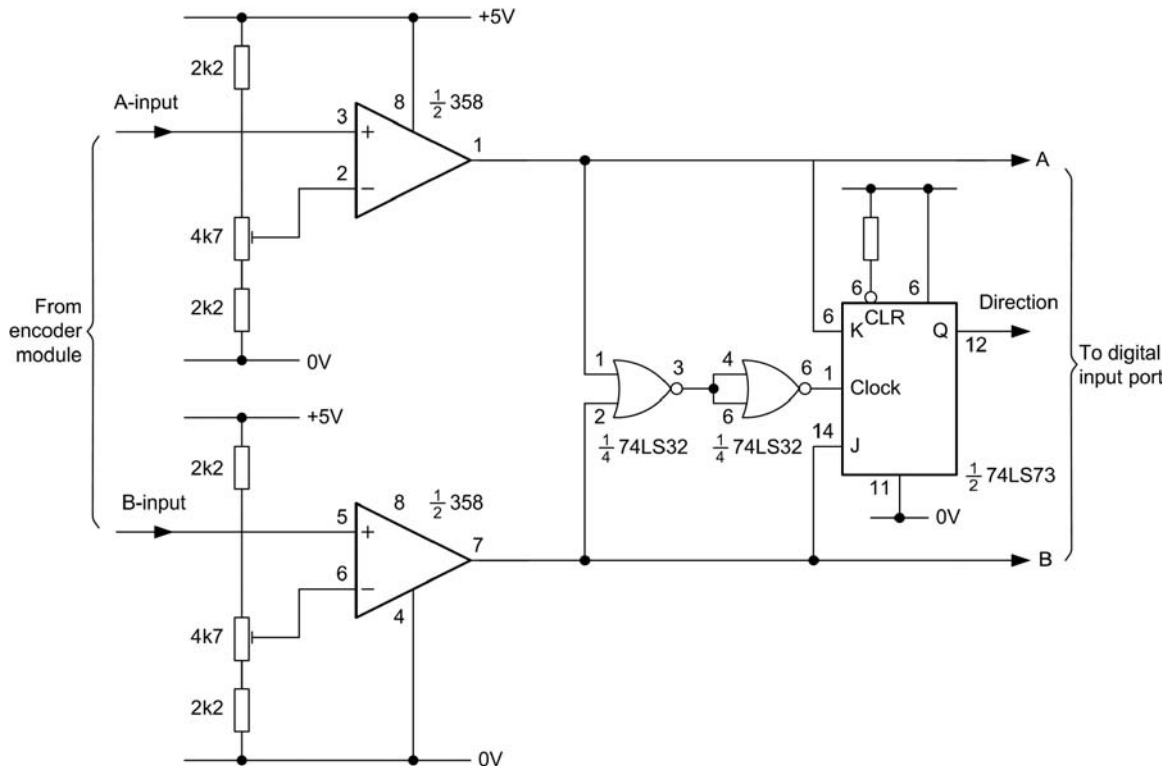 +5V
2k2
A-input
3
+
8
½ 358
1
2
−
4k7
2k2
0V
From
encoder
module
+5V
2k2
B-input
5
+
8
½ 358
7
6
−
4
4k7
2k2
0V
1
2
3
¼ 74LS32
4
6
6
¼ 74LS32
A
6
6
6
K
CLR
Q
12
Direction
1
Clock
14
J
11
½ 74LS73
0V
B
To digital
input port